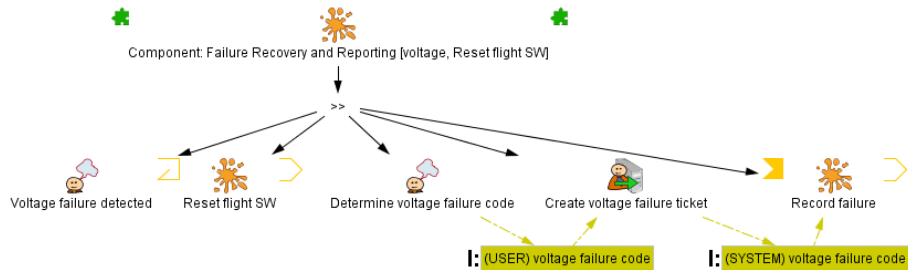 Component: Failure Recovery and Reporting [voltage, Reset flight SW]
>>
Voltage failure detected
Reset flight SW
Determine voltage failure code
Create voltage failure ticket
Record failure
I: (USER) voltage failure code
I: (SYSTEM) voltage failure code